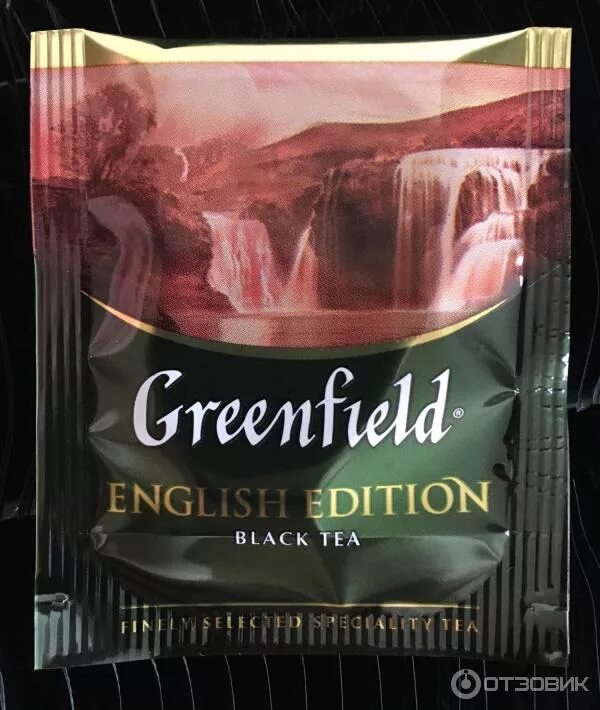 Greenfield®
ENGLISH EDITION
BLACK TEA
FINELY SELECTED SPECIALITY TEA
ОТЗОВИК